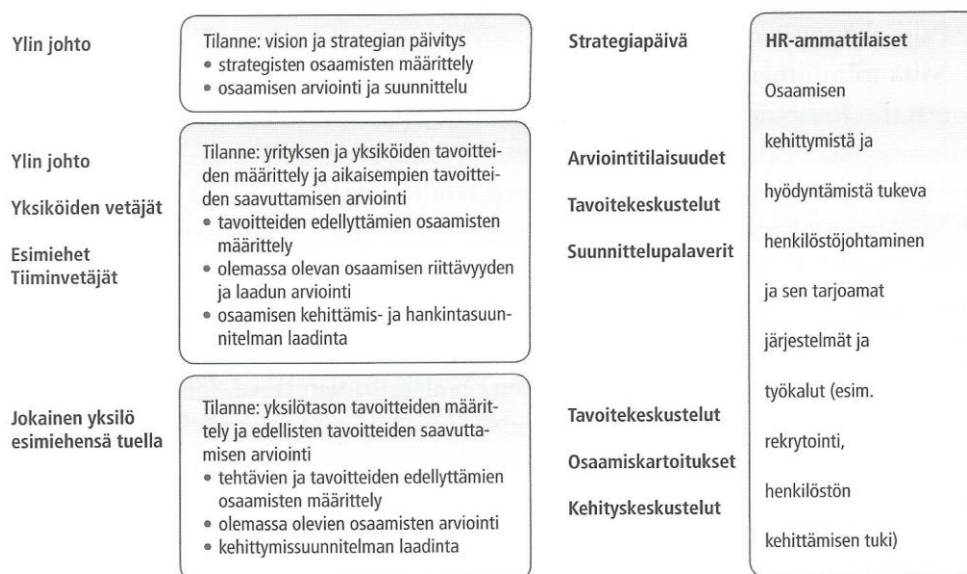 Ylin johto
Tilanne: vision ja strategian päivitys
• strategisten osaamisten määrittely
• osaamisen arviointi ja suunnittelu
Strategiapäivä
Ylin johto
Yksiköiden vetäjät
Esimiehet
Tiiminvetäjät
Tilanne: yrityksen ja yksiköiden tavoittei-
den määrittely ja aikaisempien tavoittei-
den saavuttamisen arviointi
• tavoitteiden edellyttämien osaamisten
määrittely
• olemassa olevan osaamisen riittävyyden
ja laadun arviointi
• osaamisen kehittämis- ja hankintasuun-
nitelman laadinta
Arviointitilaisuudet
Tavoitekeskustelut
Suunnittelupalaverit
Jokainen yksilö
esimiehensä tuella
Tilanne: yksilötason tavoitteiden määrit-
tely ja edellisten tavoitteiden saavutta-
misen arviointi
• tehtävien ja tavoitteiden edellyttämien
osaamisten määrittely
• olemassa olevien osaamisten arviointi
• kehittymissuunnitelman laadinta
Tavoitekeskustelut
Osaamiskartoitukset
Kehityskeskustelut
HR-ammattilaiset
Osaamisen
kehittymistä ja
hyödyntämistä tukeva
henkilöstöjohtaminen
ja sen tarjoamat
järjestelmät ja
työkalut (esim.
rekrytointi,
henkilöstön
kehittämisen tuki)